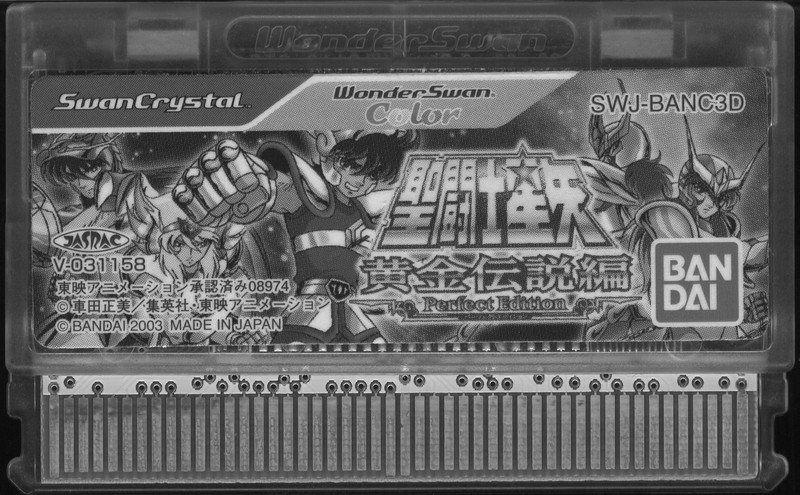 WonderSwan
SwanCrystal™
WonderSwan®
Color
SWJ-BANC3D
聖闘士星矢
黄金伝説編
Perfect Edition
JASRAC
V-031158
東映アニメーション承認済み08974
© 車田正美／集英社・東映アニメーション
© BANDAI 2003 MADE IN JAPAN
BAN
DAI